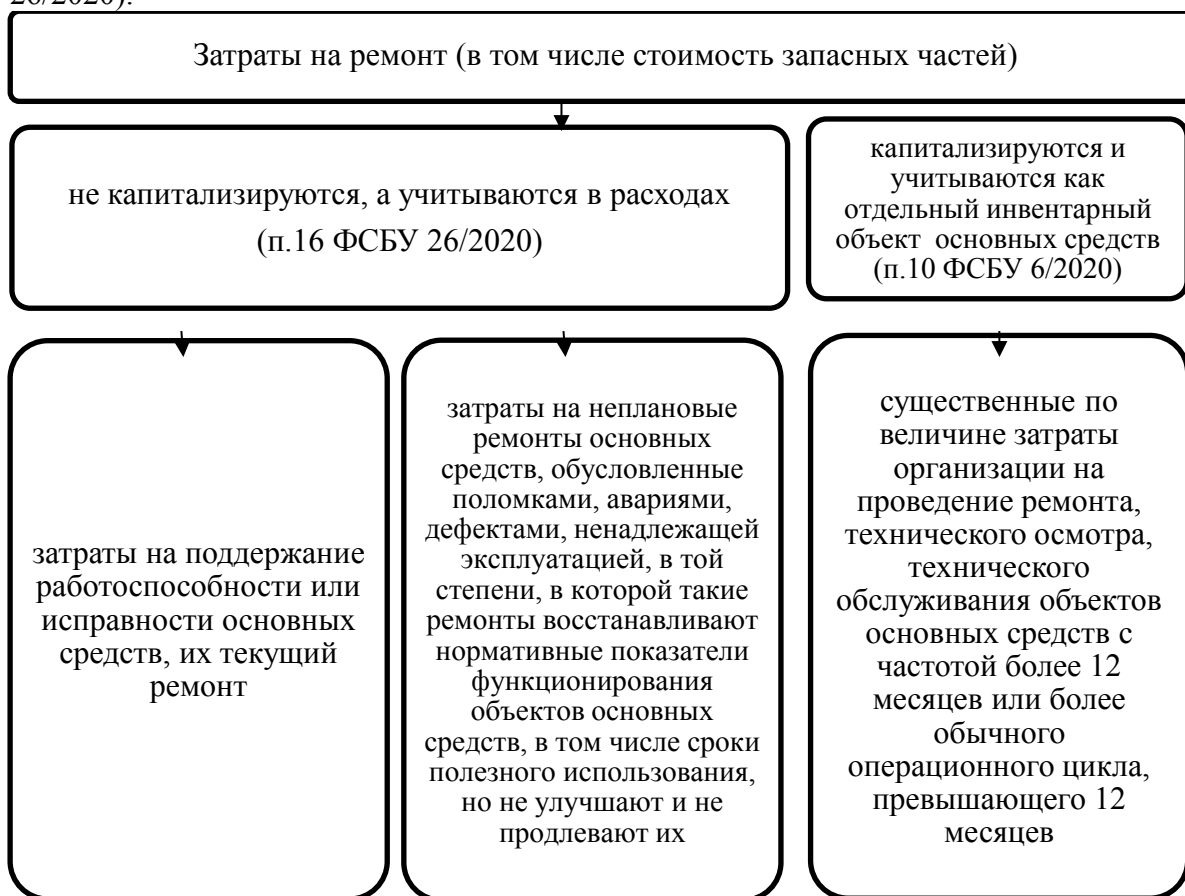 26/2020).
Затраты на ремонт (в том числе стоимость запасных частей)
не капитализируются, а учитываются в расходах
(п.16 ФСБУ 26/2020)
капитализируются и
учитываются как
отдельный инвентарный
объект основных средств
(п.10 ФСБУ 6/2020)
затраты на поддержание
работоспособности или
исправности основных
средств, их текущий
ремонт
затраты на неплановые
ремонты основных
средств, обусловленные
поломками, авариями,
дефектами, ненадлежащей
эксплуатацией, в той
степени, в которой такие
ремонты восстанавливают
нормативные показатели
функционирования
объектов основных
средств, в том числе сроки
полезного использования,
но не улучшают и не
продлевают их
существенные по
величине затраты
организации на
проведение ремонта,
технического осмотра,
технического
обслуживания объектов
основных средств с
частотой более 12
месяцев или более
обычного
операционного цикла,
превышающего 12
месяцев